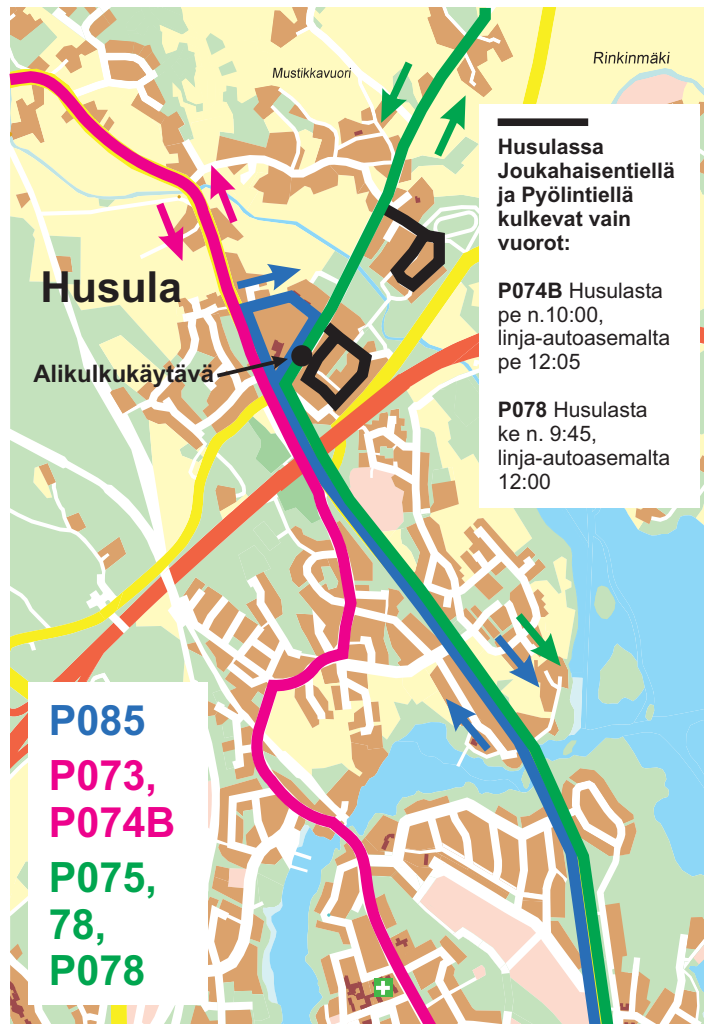 Mustikkavuori
Rinkinmäki
Husulassa
Joukahaisentiellä
ja Pyölintiellä
kulkevat vain
vuorot:
P074B Husulasta
pe n.10:00,
linja-autoasemalta
pe 12:05
P078 Husulasta
ke n. 9:45,
linja-autoasemalta
12:00
Husula
Alikulkukäytävä
P085
P073,
P074B
P075,
78,
P078